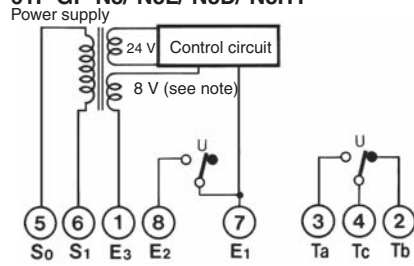 Power supply
24 V
Control circuit
8 V (see note)
U
U
5
6
1
8
7
3
4
2
S0
S1
E3
E2
E1
Ta
Tc
Tb